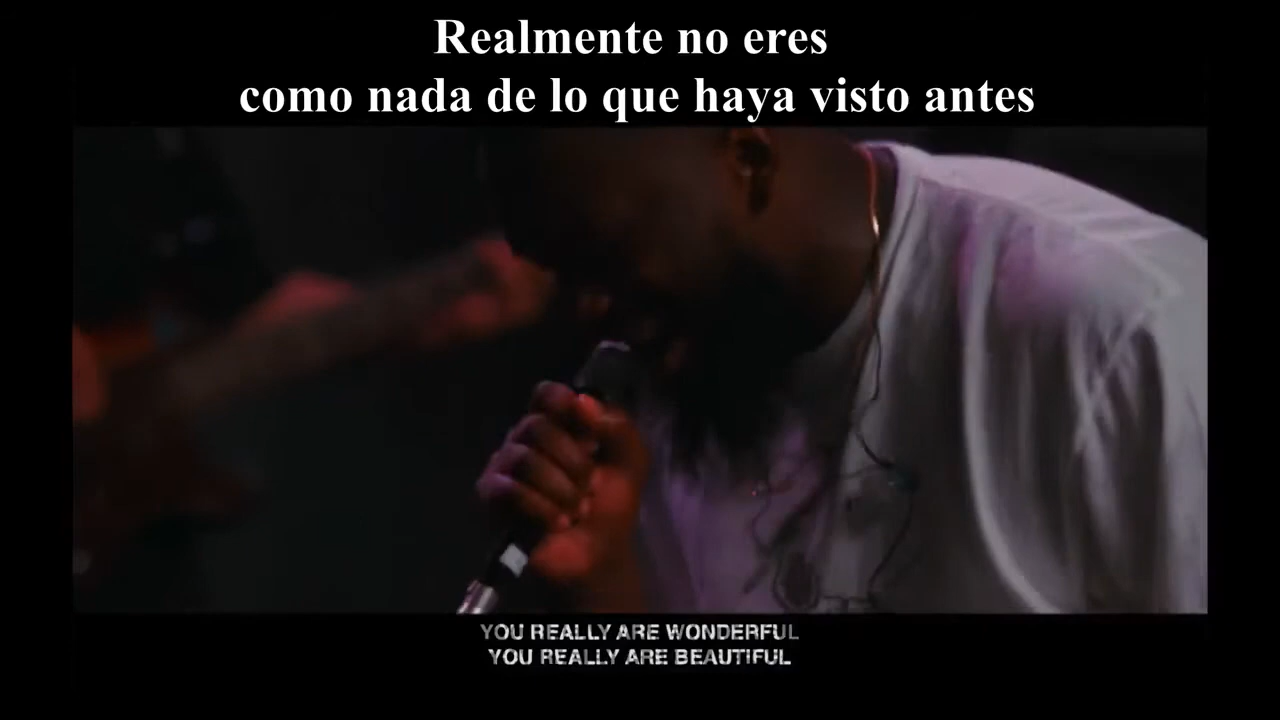 Realmente no eres
como nada de lo que haya visto antes
YOU REALLY ARE WONDERFUL
YOU REALLY ARE BEAUTIFUL